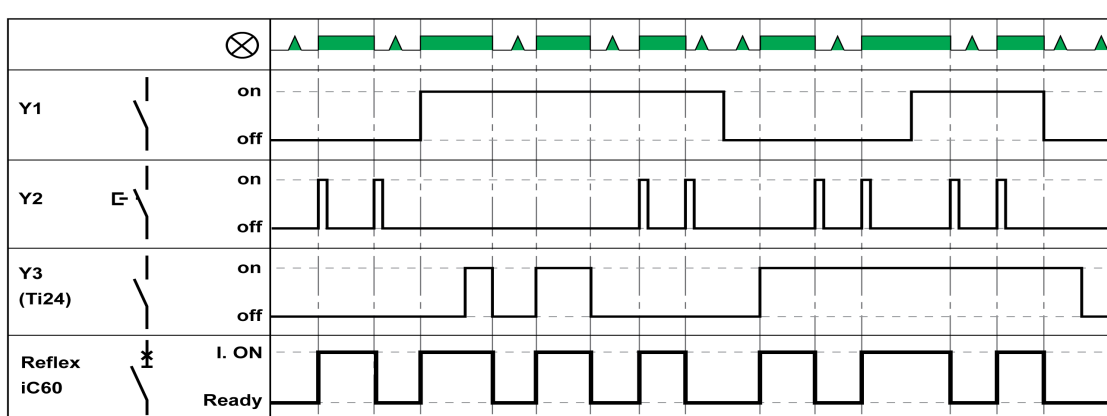 Y1
on
off
Y2
on
off
Y3
(Ti24)
on
off
Reflex
iC60
I. ON
Ready